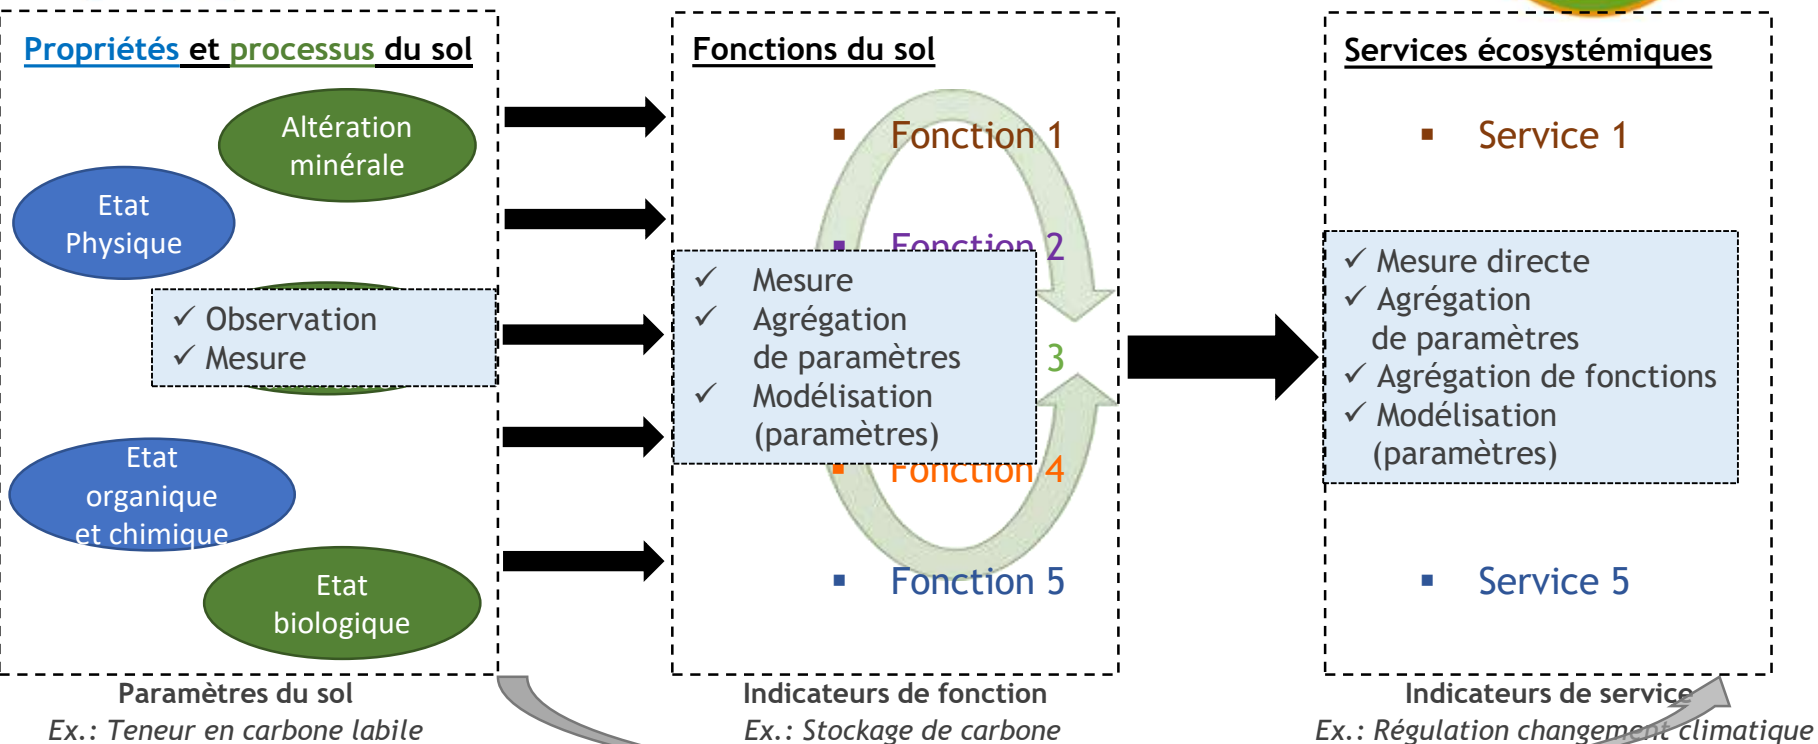 Propriétés et processus du sol
Altération
minérale
Etat
Physique
✓ Observation
✓ Mesure
Etat
organique
et chimique
Etat
biologique
Paramètres du sol
Ex.: Teneur en carbone labile
Fonctions du sol
▪ Fonction 1
▪ Fonction 2
✓ Mesure
✓ Agrégation
de paramètres
✓ Modélisation
(paramètres)
3
▪ Fonction 4
▪ Fonction 5
Indicateurs de fonction
Ex.: Stockage de carbone
Services écosystémiques
▪ Service 1
✓ Mesure directe
✓ Agrégation
de paramètres
✓ Agrégation de fonctions
✓ Modélisation
(paramètres)
▪ Service 5
Indicateurs de service
Ex.: Régulation changement climatique